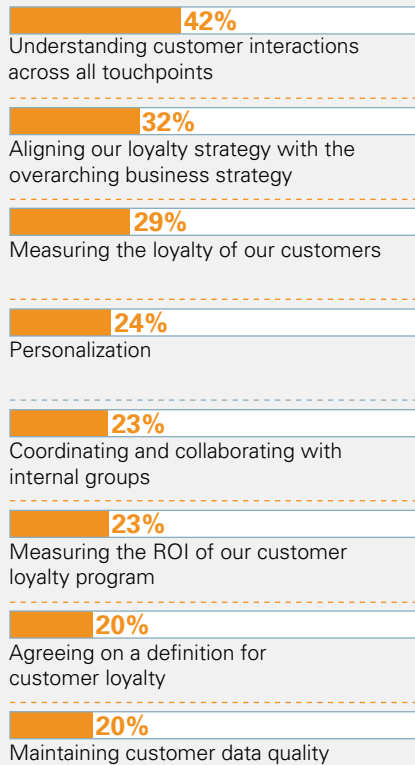 42%
Understanding customer interactions
across all touchpoints
32%
Aligning our loyalty strategy with the
overarching business strategy
29%
Measuring the loyalty of our customers
24%
Personalization
23%
Coordinating and collaborating with
internal groups
23%
Measuring the ROI of our customer
loyalty program
20%
Agreeing on a definition for
customer loyalty
20%
Maintaining customer data quality